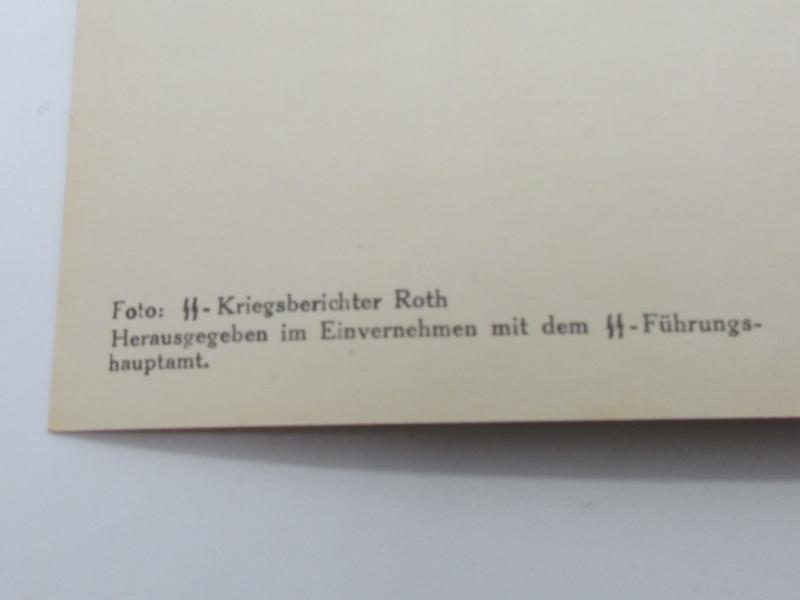 Foto: ᛋᛋ-Kriegsberichter Roth
Herausgegeben im Einvernehmen mit dem ᛋᛋ-Führungs-
hauptamt.